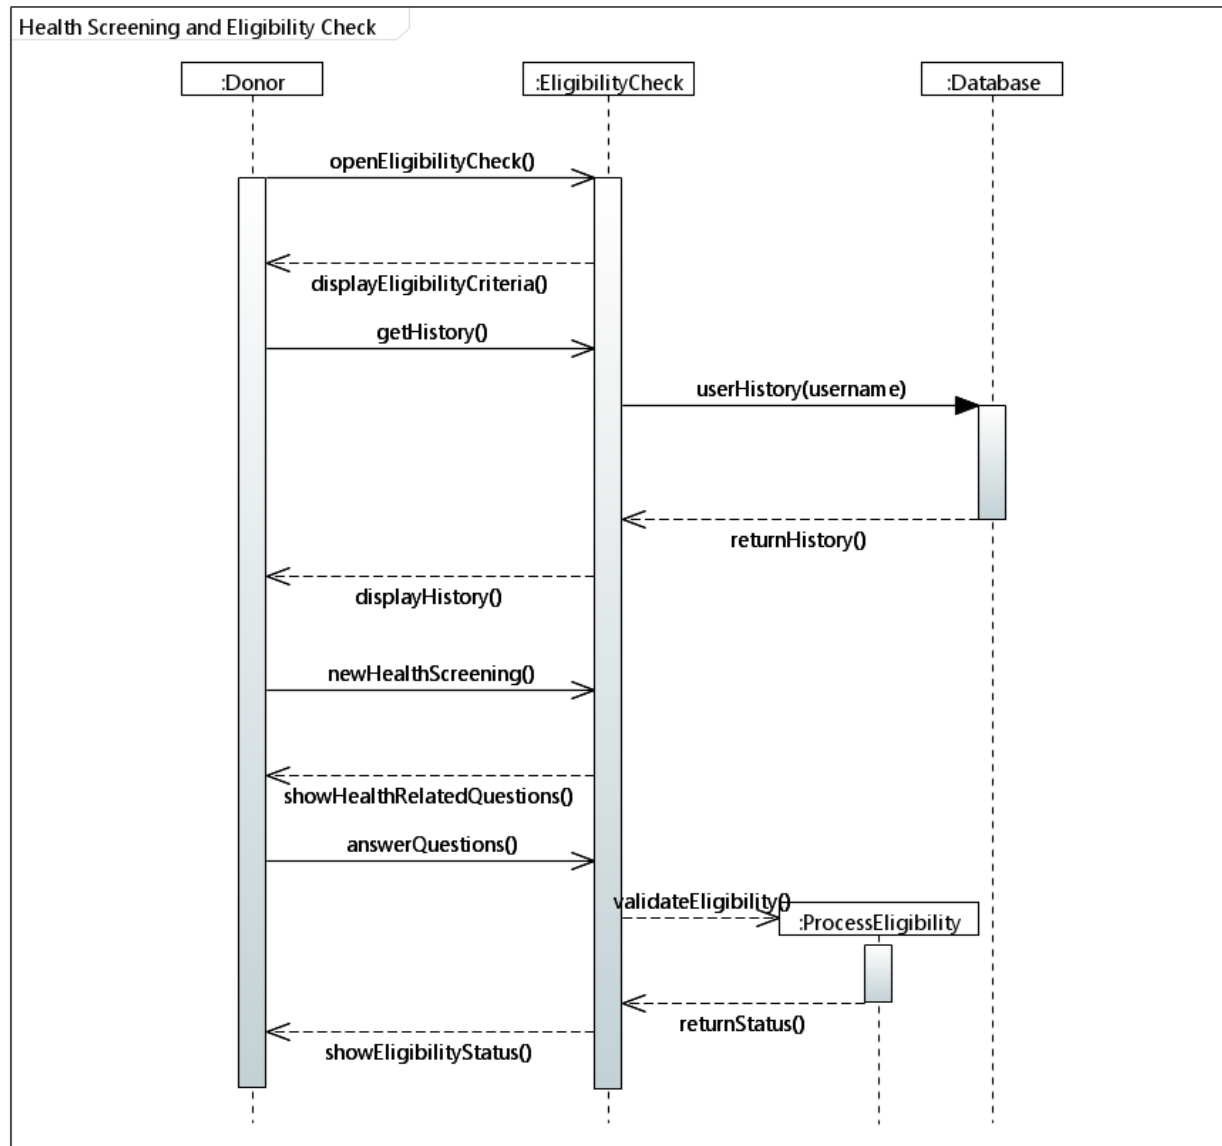 Health Screening and Eligibility Check
:Donor
:EligibilityCheck
:Database
openEligibilityCheck()
displayEligibilityCriteria()
getHistory()
userHistory(username)
returnHistory()
displayHistory()
newHealthScreening()
showHealthRelatedQuestions()
answerQuestions()
validateEligibility()
:ProcessEligibility
returnStatus()
showEligibilityStatus()